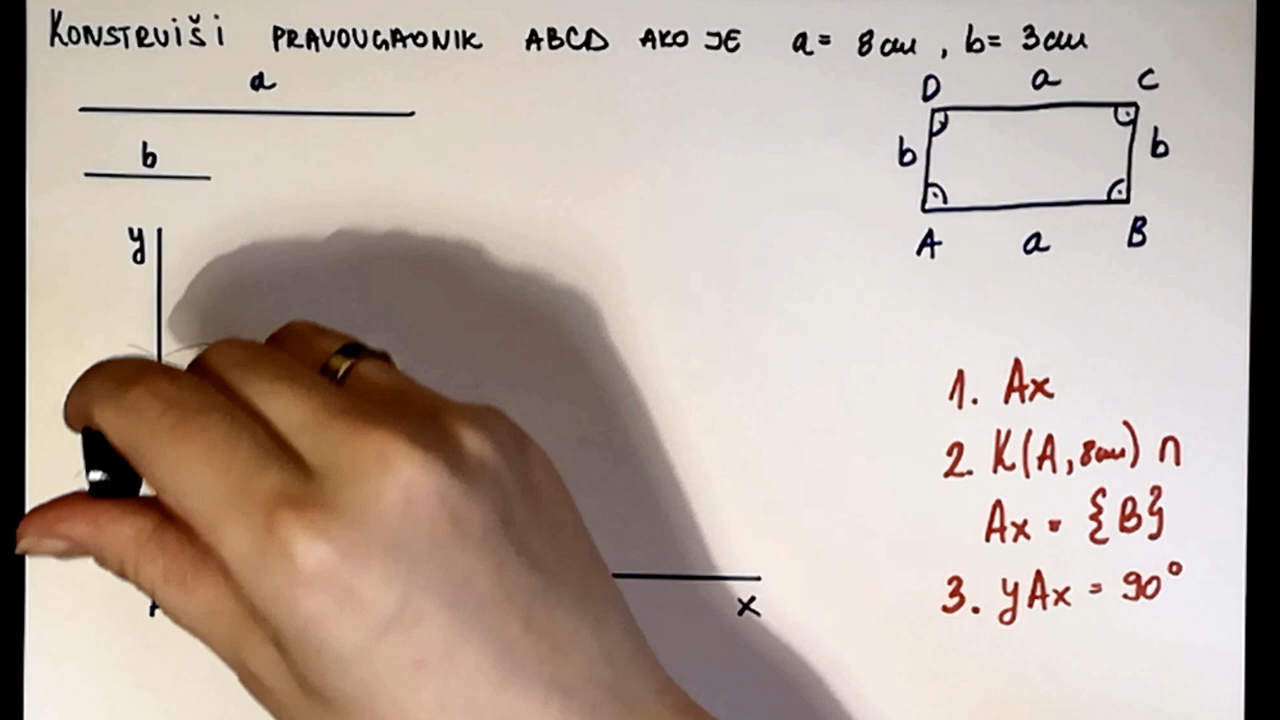 KONSTRUIŠI PRAVOUGAONIK ABCD AKO JE a= 8cm, b= 3cm
a
b
D a C
b b
A a B
y
x
1. Ax
2. K(A,8cm) ∩
Ax = {B}
3. yAx = 90°